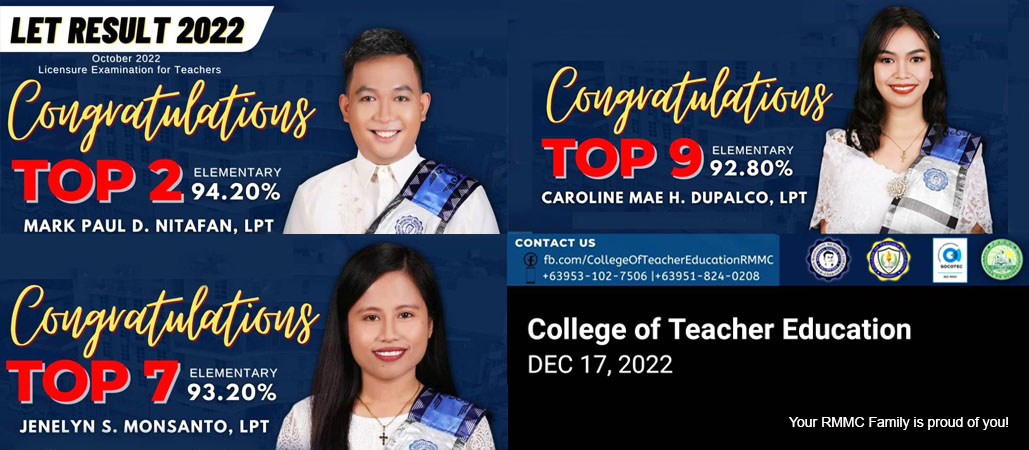 LET RESULT 2022
October 2022
Licensure Examination for Teachers
Congratulations
TOP 2
ELEMENTARY
94.20%
MARK PAUL D. NITAFAN, LPT
Congratulations
TOP 9
ELEMENTARY
92.80%
CAROLINE MAE H. DUPALCO, LPT
Congratulations
TOP 7
ELEMENTARY
93.20%
JENELYN S. MONSANTO, LPT
CONTACT US
fb.com/CollegeOfTeacherEducationRMMC
+63953-102-7506 |+63951-824-0208
SOCOTEC
College of Teacher Education
DEC 17, 2022
Your RMMC Family is proud of you!